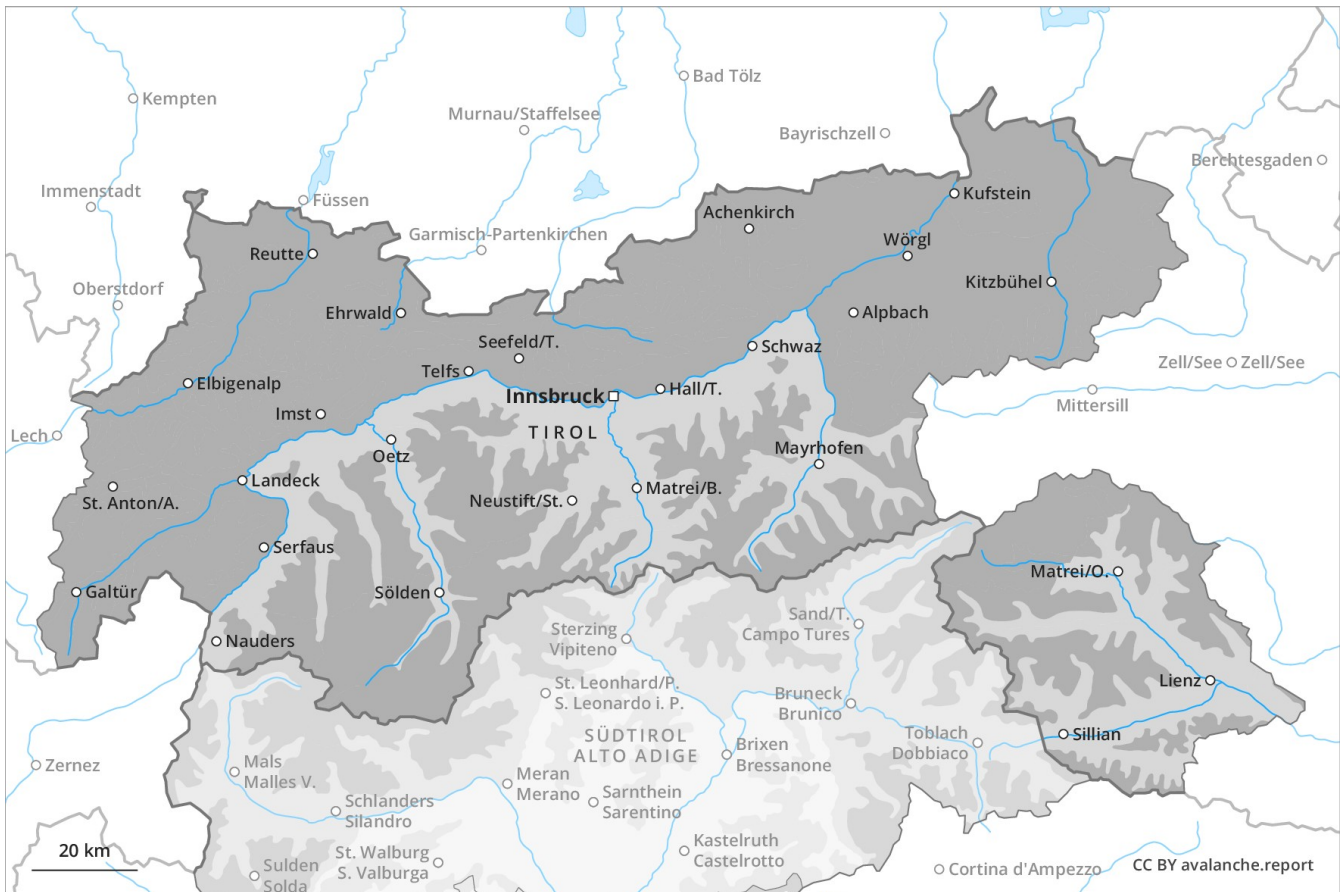 Kempten
Bad Tölz
Murnau/Staffelsee
Bayrischzell
Berchtesgaden
Immenstadt
Füssen
Kufstein
Achenkirch
Garmisch-Partenkirchen
Wörgl
Reutte
Kitzbühel
Oberstdorf
Ehrwald
Alpbach
Seefeld/T.
Schwaz
Zell/See
Zell/See
Telfs
Elbigenalp
Hall/T.
Innsbruck
Mittersill
Imst
TIROL
Lech
Oetz
Mayrhofen
Landeck
Matrei/B.
St. Anton/A.
Neustift/St.
Serfaus
Matrei/O.
Galtür
Sölden
Sand/T.
Campo Tures
Sterzing
Vipiteno
Nauders
Lienz
St. Leonhard/P.
S. Leonardo i. P.
Bruneck
Brunico
Sillian
Toblach
Dobbiaco
SÜDTIROL
ALTO ADIGE
Brixen
Bressanone
Zernez
Mals
Malles V.
Meran
Merano
Schlanders
Silandro
Sarnthein
Sarentino
Kastelruth
Castelrotto
St. Walburg
S. Valburga
20 km
Sulden
Solda
Cortina d'Ampezzo
CC BY avalanche.report